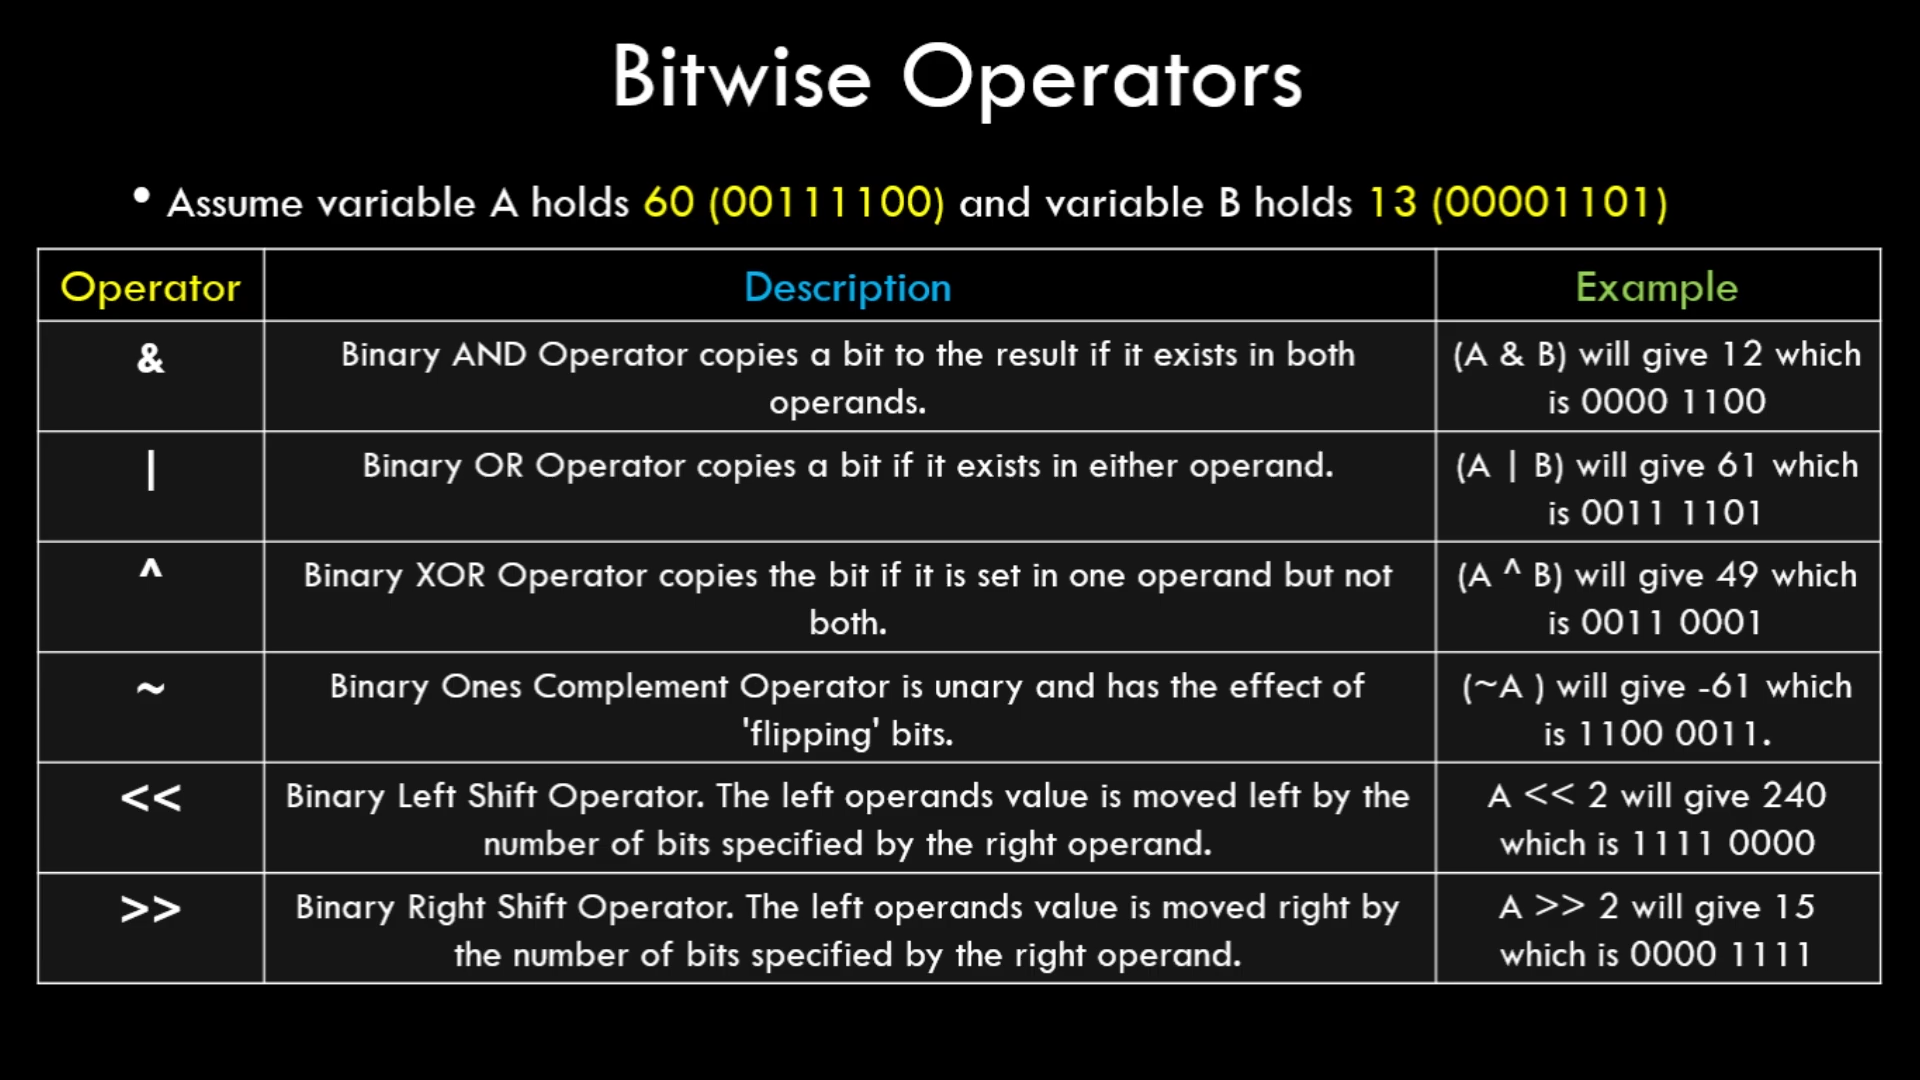 Bitwise Operators
• Assume variable A holds 60 (00111100) and variable B holds 13 (00001101)
Operator
Description
Example
&
Binary AND Operator copies a bit to the result if it exists in both
operands.
(A & B) will give 12 which
is 0000 1100
|
Binary OR Operator copies a bit if it exists in either operand.
(A | B) will give 61 which
is 0011 1101
^
Binary XOR Operator copies the bit if it is set in one operand but not
both.
(A ^ B) will give 49 which
is 0011 0001
~
Binary Ones Complement Operator is unary and has the effect of
'flipping' bits.
(~A ) will give -61 which
is 1100 0011.
<<
Binary Left Shift Operator. The left operands value is moved left by the
number of bits specified by the right operand.
A << 2 will give 240
which is 1111 0000
>>
Binary Right Shift Operator. The left operands value is moved right by
the number of bits specified by the right operand.
A >> 2 will give 15
which is 0000 1111